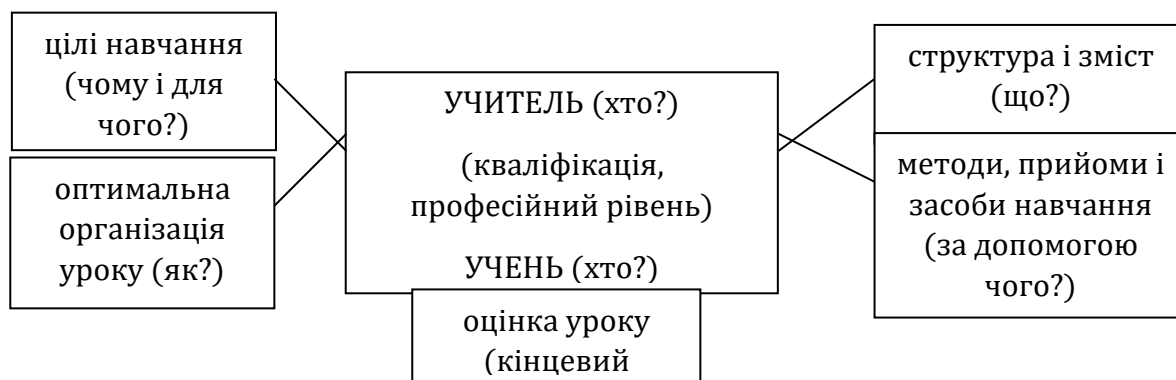 цілі навчання
(чому і для
чого?)
оптимальна
організація
уроку (як?)
УЧИТЕЛЬ (хто?)
(кваліфікація,
професійний рівень)
УЧЕНЬ (хто?)
оцінка уроку
(кінцевий
структура і зміст
(що?)
методи, прийоми і
засоби навчання
(за допомогою
чого?)